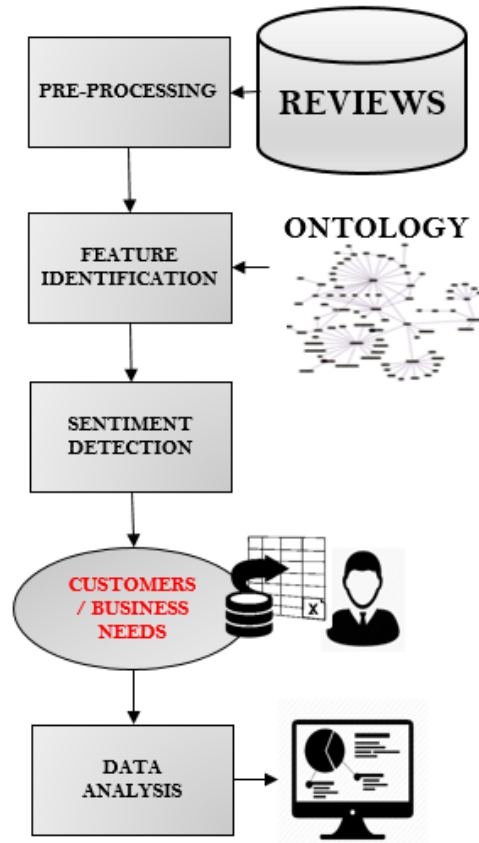 PRE-PROCESSING
REVIEWS
FEATURE
IDENTIFICATION
ONTOLOGY
SENTIMENT
DETECTION
CUSTOMERS
/ BUSINESS
NEEDS
X
DATA
ANALYSIS